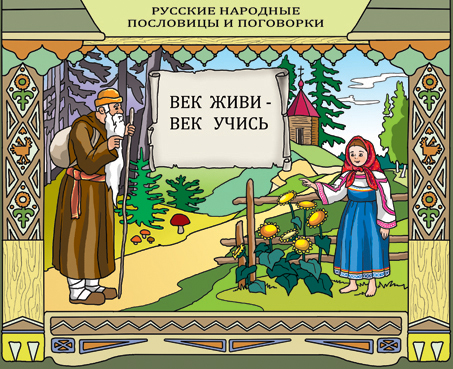 РУССКИЕ НАРОДНЫЕ
ПОСЛОВИЦЫ И ПОГОВОРКИ
ВЕК ЖИВИ -
ВЕК УЧИСЬ